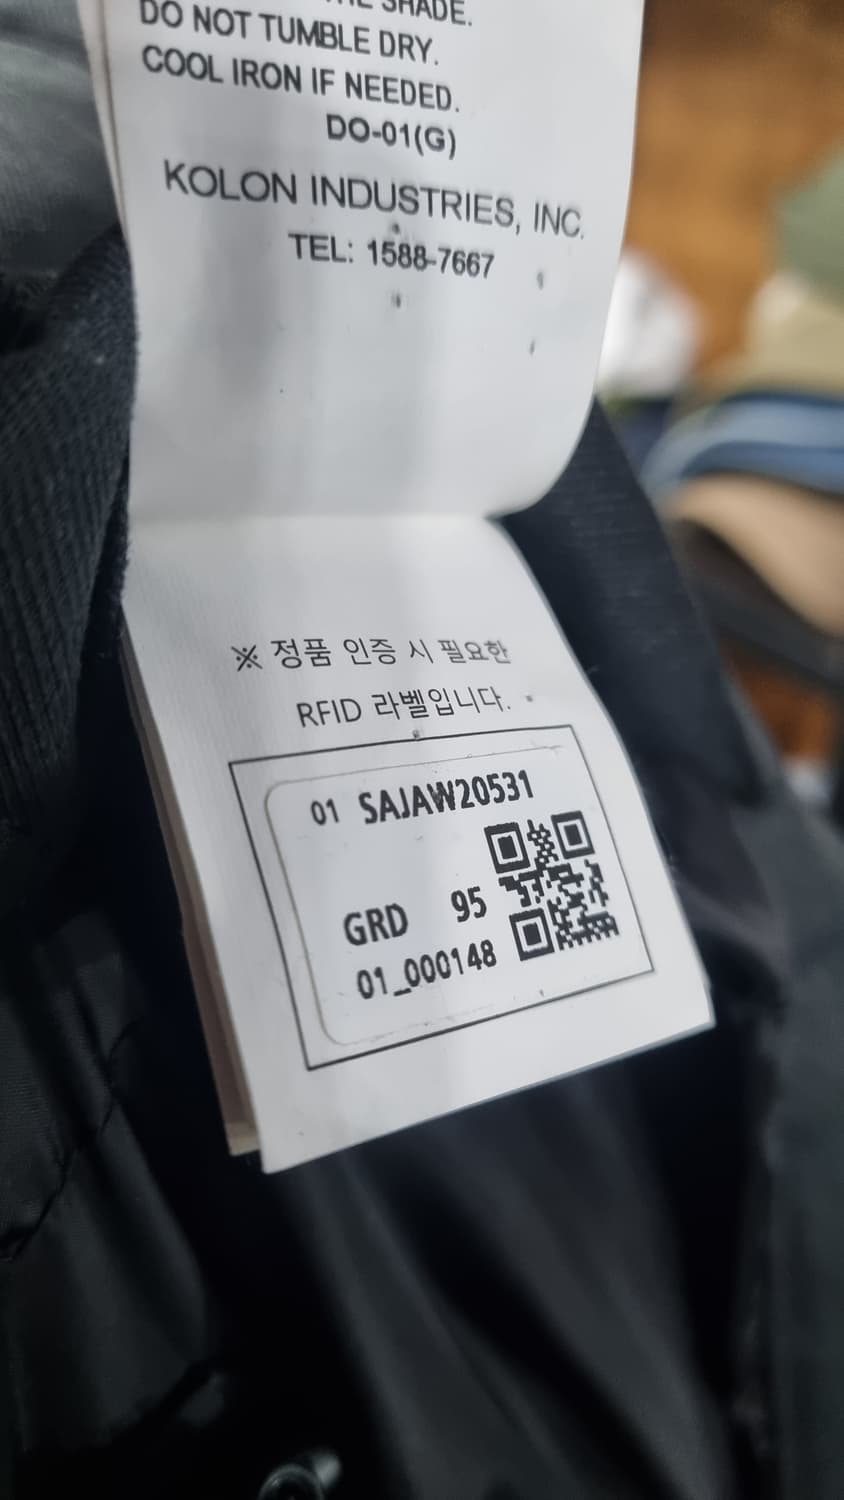 SHADE.
DO NOT TUMBLE DRY.
COOL IRON IF NEEDED.
DO-01(G)
KOLON INDUSTRIES, INC.
TEL: 1588-7667
※ 정품 인증 시 필요한
RFID 라벨입니다.
01 SAJAW20531
GRD 95
01_000148